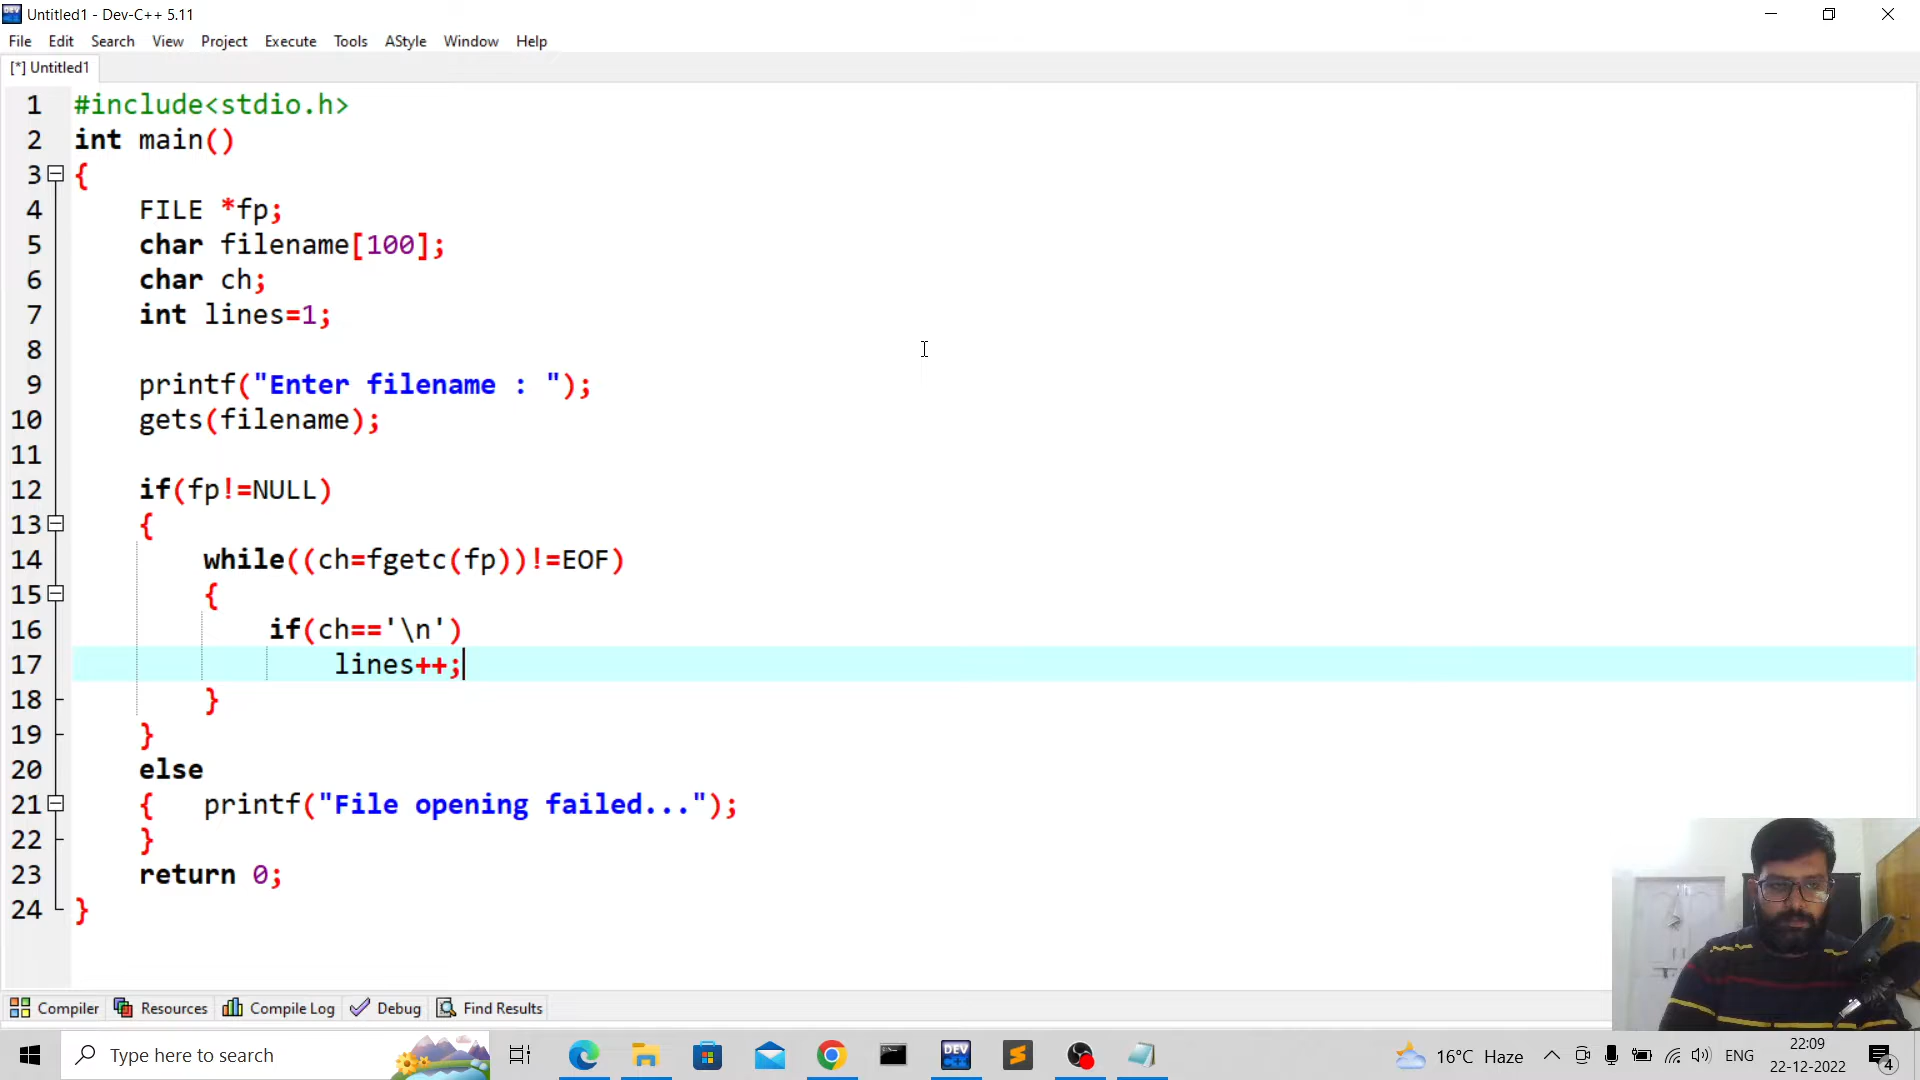 Untitled1 - Dev-C++ 5.11
File Edit Search View Project Execute Tools AStyle Window Help
[*] Untitled1
1 #include<stdio.h>
2 int main()
3 {
4 FILE *fp;
5 char filename[100];
6 char ch;
7 int lines=1;
8
9 printf("Enter filename : ");
10 gets(filename);
11
12 if(fp!=NULL)
13 {
14 while((ch=fgetc(fp))!=EOF)
15 {
16 if(ch=='\n')
17 lines++;
18 }
19 }
20 else
21 { printf("File opening failed...");
22 }
23 return 0;
24 }
Compiler Resources Compile Log Debug Find Results
Type here to search
DEV C++
16°C Haze
ENG
22:09
22-12-2022
4